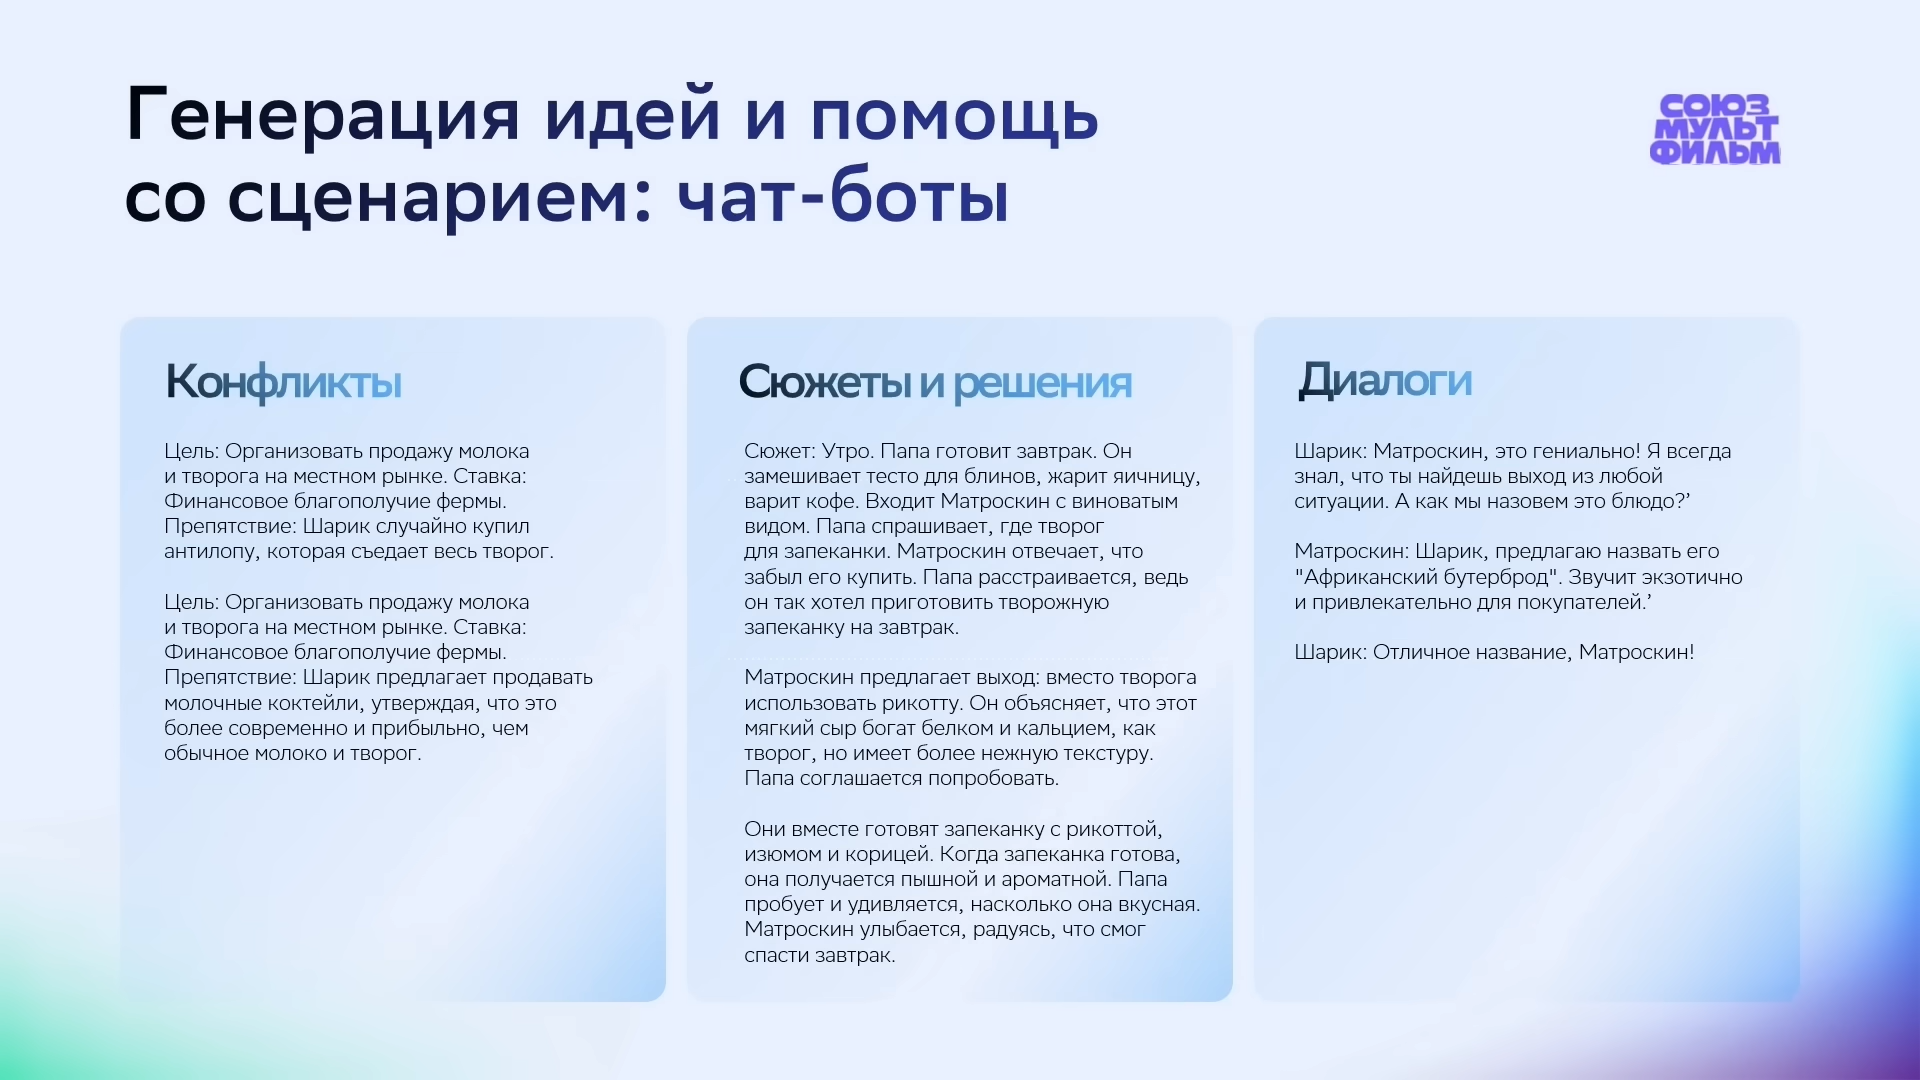 Генерация идей и помощь
со сценарием: чат-боты
СОЮЗ
МУЛЬТ
ФИЛЬМ
Конфликты
Цель: Организовать продажу молока
и творога на местном рынке. Ставка:
Финансовое благополучие фермы.
Препятствие: Шарик случайно купил
антилопу, которая съедает весь творог.
Цель: Организовать продажу молока
и творога на местном рынке. Ставка:
Финансовое благополучие фермы.
Препятствие: Шарик предлагает продавать
молочные коктейли, утверждая, что это
более современно и прибыльно, чем
обычное молоко и творог.
Сюжеты и решения
Сюжет: Утро. Папа готовит завтрак. Он
замешивает тесто для блинов, жарит яичницу,
варит кофе. Входит Матроскин с виноватым
видом. Папа спрашивает, где творог
для запеканки. Матроскин отвечает, что
забыл его купить. Папа расстраивается, ведь
он так хотел приготовить творожную
запеканку на завтрак.
Матроскин предлагает выход: вместо творога
использовать рикотту. Он объясняет, что этот
мягкий сыр богат белком и кальцием, как
творог, но имеет более нежную текстуру.
Папа соглашается попробовать.
Они вместе готовят запеканку с рикоттой,
изюмом и корицей. Когда запеканка готова,
она получается пышной и ароматной. Папа
пробует и удивляется, насколько она вкусная.
Матроскин улыбается, радуясь, что смог
спасти завтрак.
Диалоги
Шарик: Матроскин, это гениально! Я всегда
знал, что ты найдешь выход из любой
ситуации. А как мы назовем это блюдо?’
Матроскин: Шарик, предлагаю назвать его
"Африканский бутерброд". Звучит экзотично
и привлекательно для покупателей.’
Шарик: Отличное название, Матроскин!